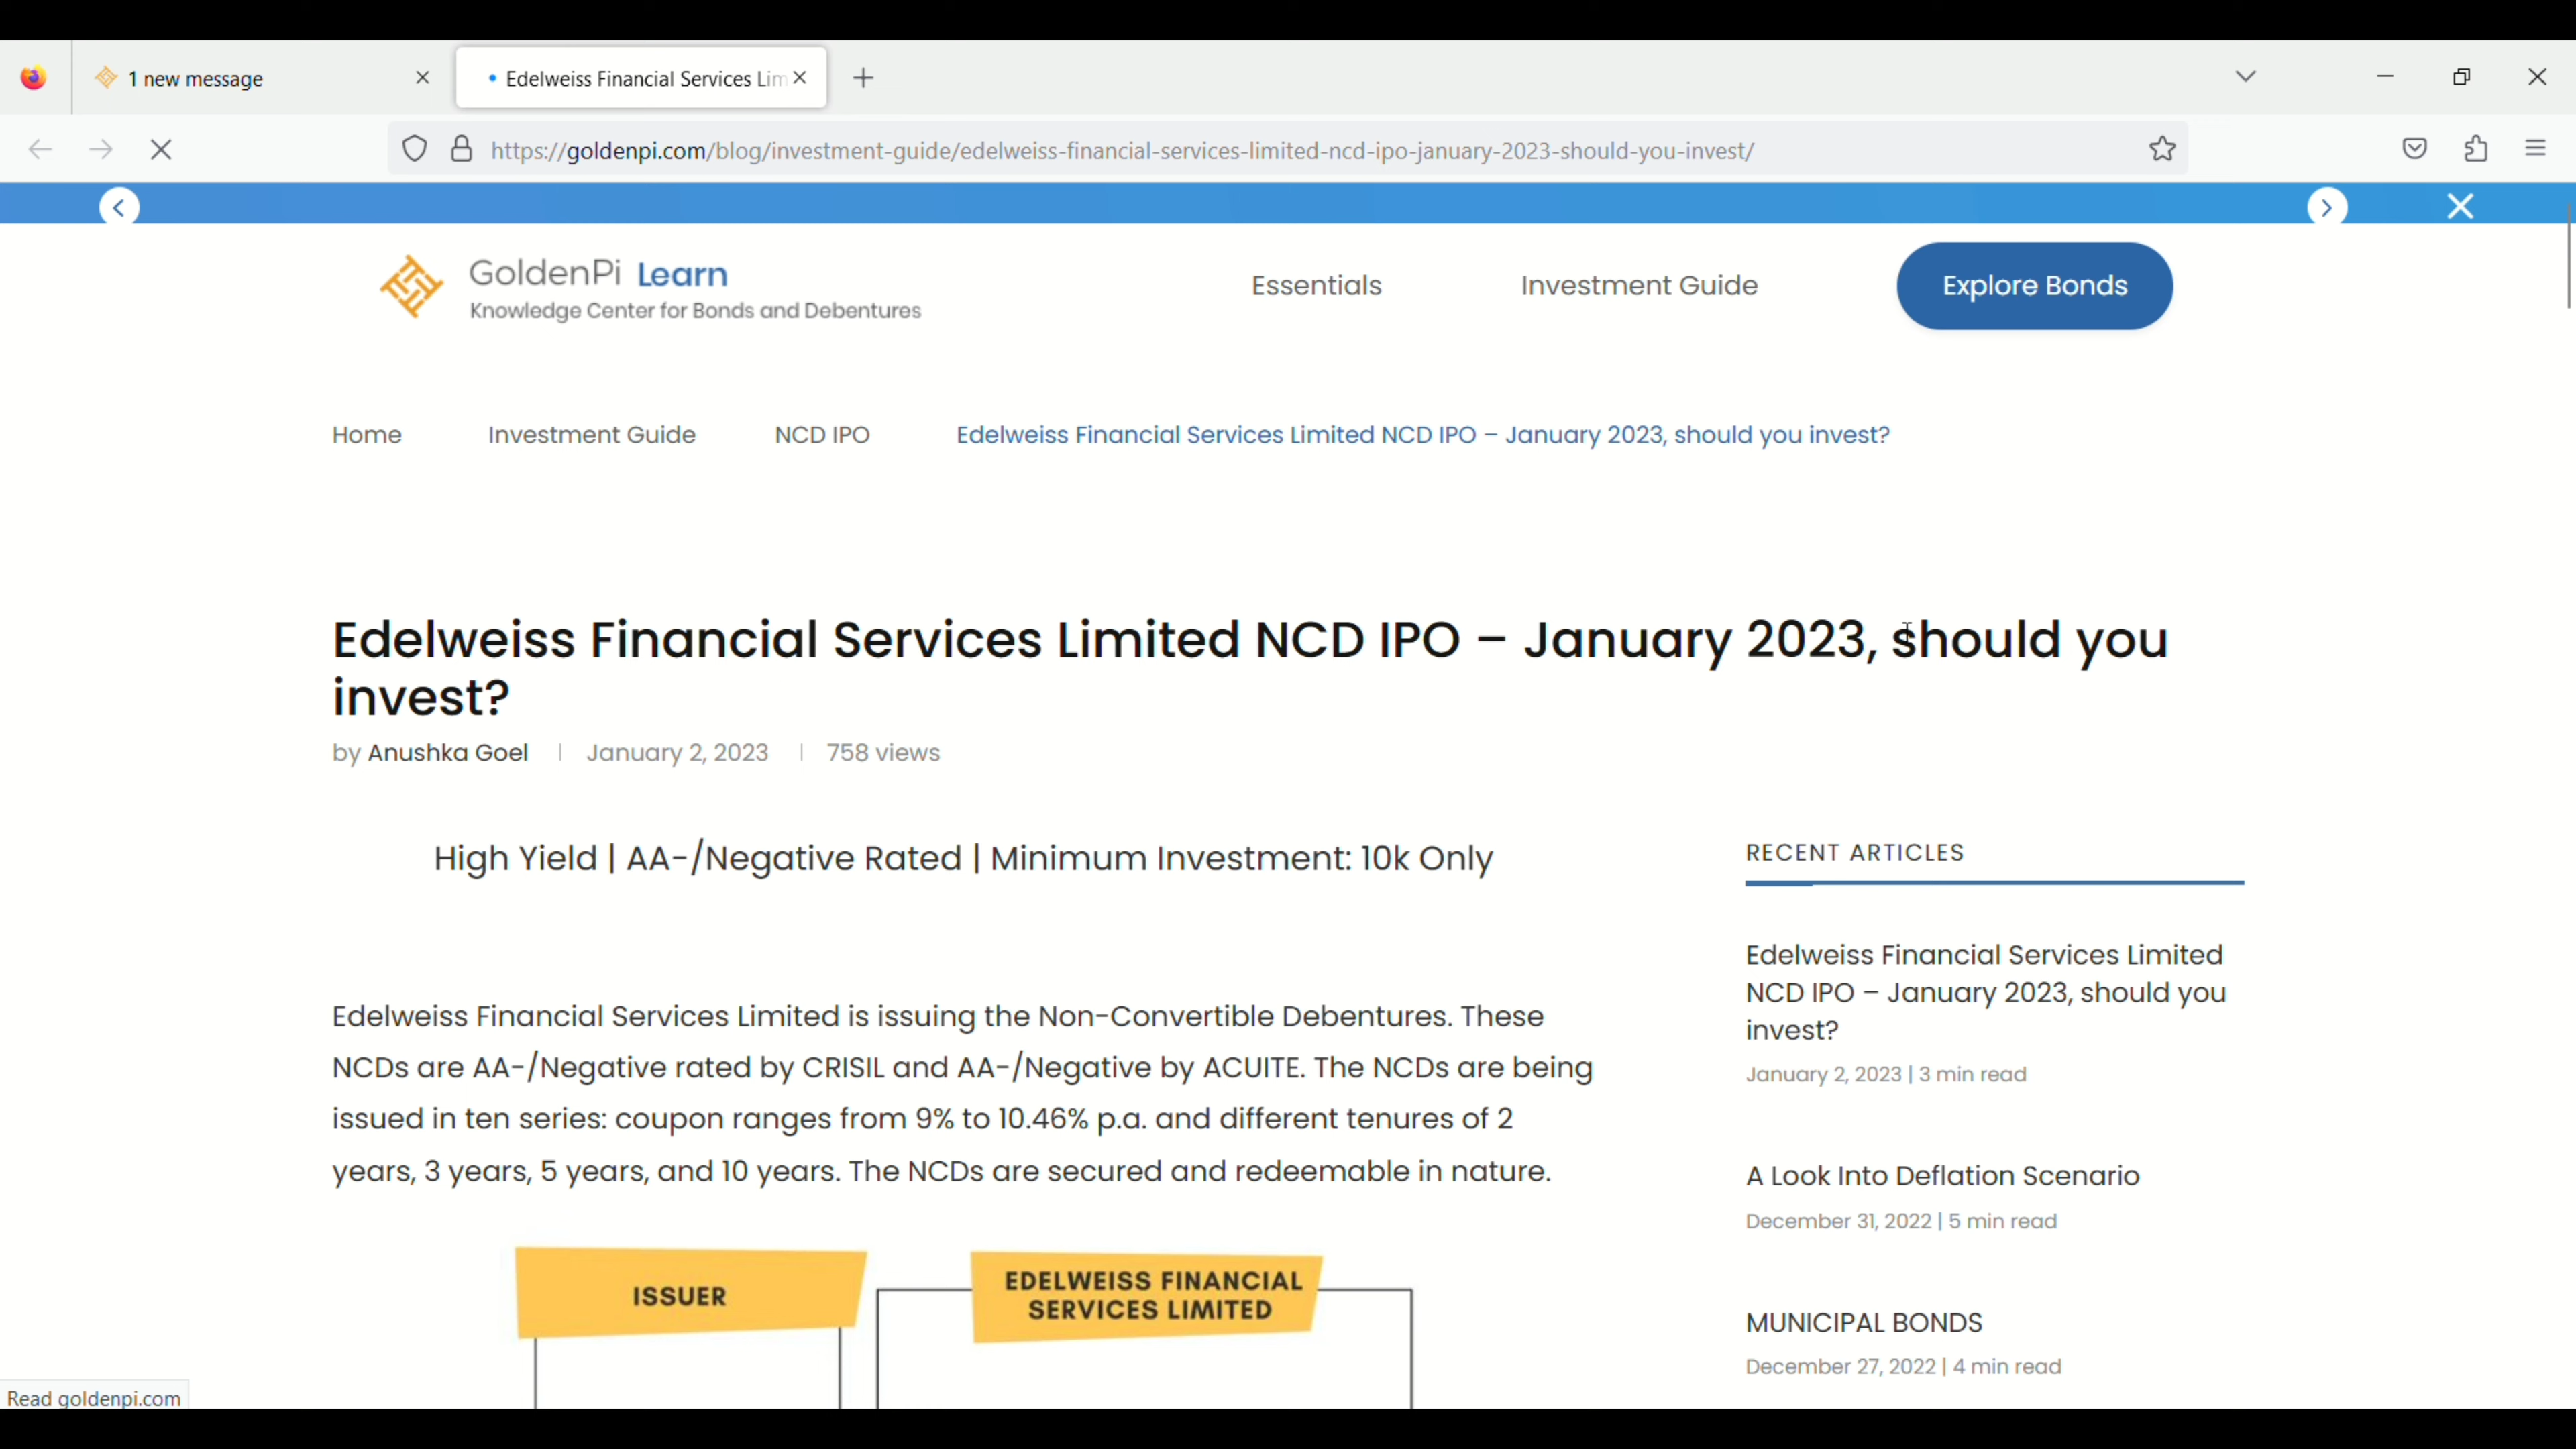 1 new message
Edelweiss Financial Services Lim
https://goldenpi.com/blog/investment-guide/edelweiss-financial-services-limited-ncd-ipo-january-2023-should-you-invest/
GoldenPi Learn
Knowledge Center for Bonds and Debentures
Essentials
Investment Guide
Explore Bonds
Home
Investment Guide
NCD IPO
Edelweiss Financial Services Limited NCD IPO – January 2023, should you invest?
Edelweiss Financial Services Limited NCD IPO – January 2023, should you
invest?
by Anushka Goel | January 2, 2023 | 758 views
High Yield | AA-/Negative Rated | Minimum Investment: 10k Only
Edelweiss Financial Services Limited is issuing the Non-Convertible Debentures. These
NCDs are AA-/Negative rated by CRISIL and AA-/Negative by ACUITE. The NCDs are being
issued in ten series: coupon ranges from 9% to 10.46% p.a. and different tenures of 2
years, 3 years, 5 years, and 10 years. The NCDs are secured and redeemable in nature.
ISSUER
EDELWEISS FINANCIAL
SERVICES LIMITED
RECENT ARTICLES
Edelweiss Financial Services Limited
NCD IPO – January 2023, should you
invest?
January 2, 2023 | 3 min read
A Look Into Deflation Scenario
December 31, 2022 | 5 min read
MUNICIPAL BONDS
December 27, 2022 | 4 min read
Read goldenpi.com